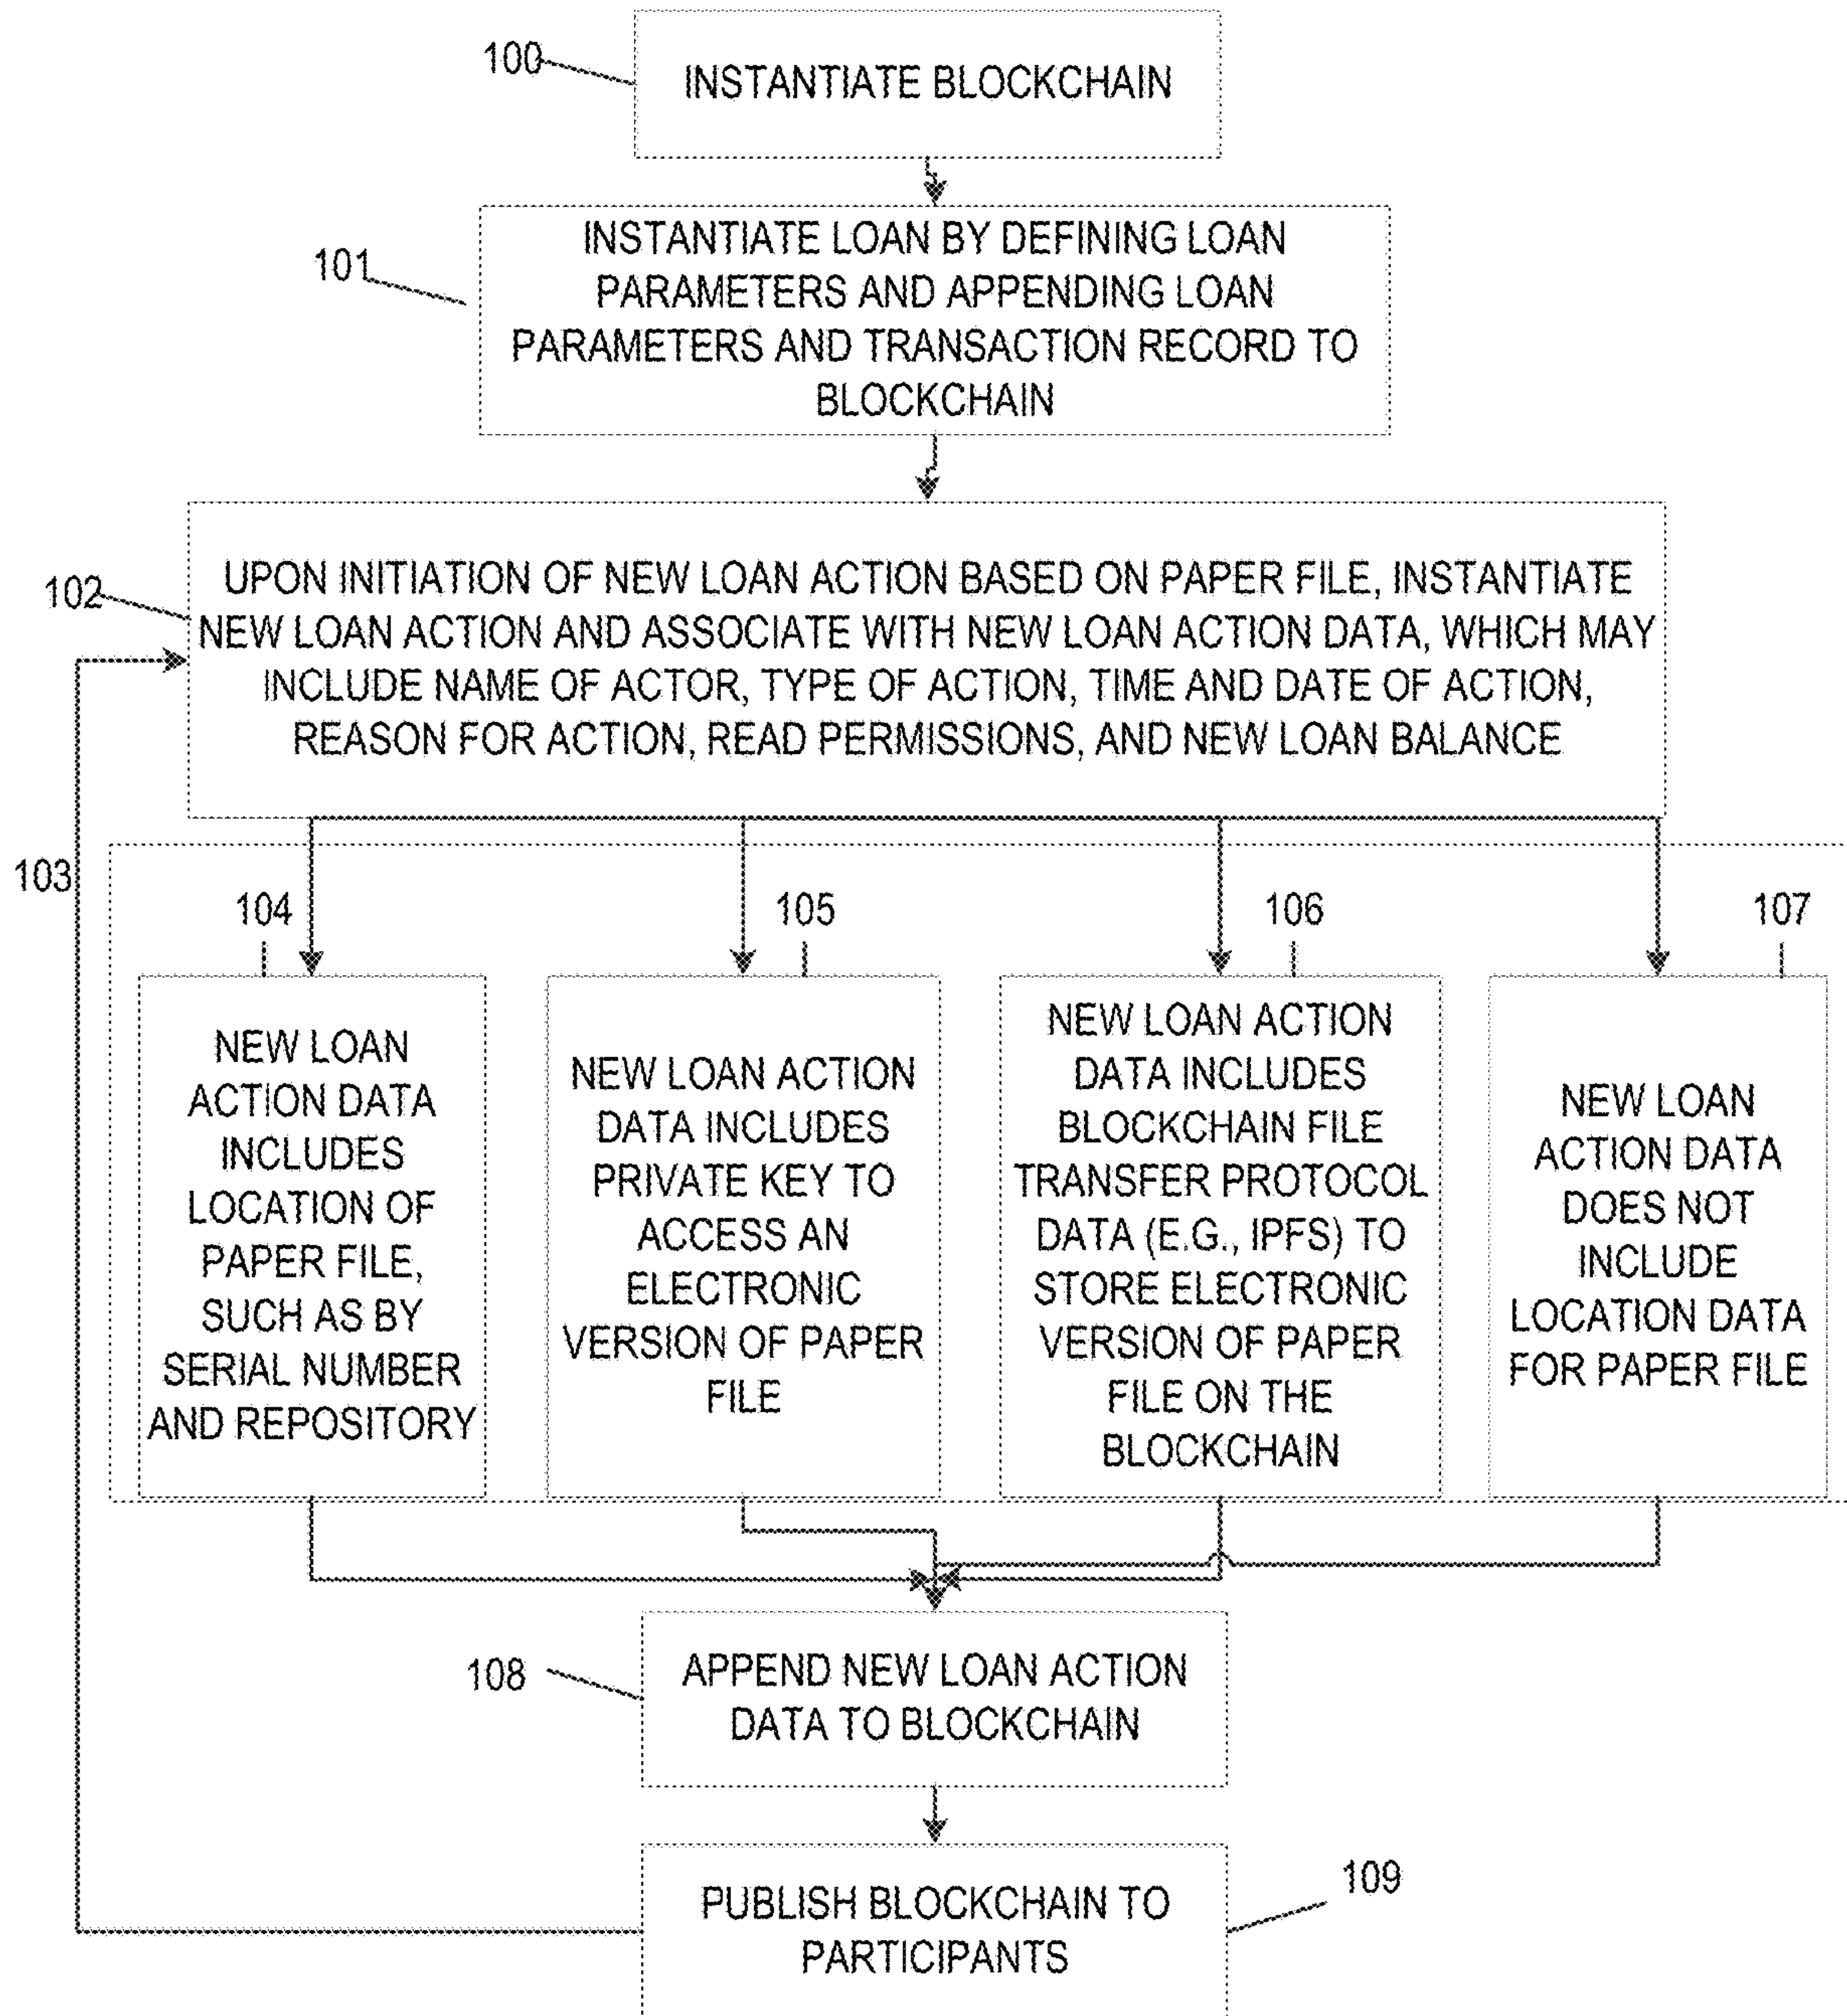 100
INSTANTIATE BLOCKCHAIN
101
INSTANTIATE LOAN BY DEFINING LOAN
PARAMETERS AND APPENDING LOAN
PARAMETERS AND TRANSACTION RECORD TO
BLOCKCHAIN
102
UPON INITIATION OF NEW LOAN ACTION BASED ON PAPER FILE, INSTANTIATE
NEW LOAN ACTION AND ASSOCIATE WITH NEW LOAN ACTION DATA, WHICH MAY
INCLUDE NAME OF ACTOR, TYPE OF ACTION, TIME AND DATE OF ACTION,
REASON FOR ACTION, READ PERMISSIONS, AND NEW LOAN BALANCE
103
104
NEW LOAN
ACTION DATA
INCLUDES
LOCATION OF
PAPER FILE,
SUCH AS BY
SERIAL NUMBER
AND REPOSITORY
105
NEW LOAN ACTION
DATA INCLUDES
PRIVATE KEY TO
ACCESS AN
ELECTRONIC
VERSION OF PAPER
FILE
106
NEW LOAN ACTION
DATA INCLUDES
BLOCKCHAIN FILE
TRANSFER PROTOCOL
DATA (E.G., IPFS) TO
STORE ELECTRONIC
VERSION OF PAPER
FILE ON THE
BLOCKCHAIN
107
NEW LOAN
ACTION DATA
DOES NOT
INCLUDE
LOCATION DATA
FOR PAPER FILE
108
APPEND NEW LOAN ACTION
DATA TO BLOCKCHAIN
109
PUBLISH BLOCKCHAIN TO
PARTICIPANTS